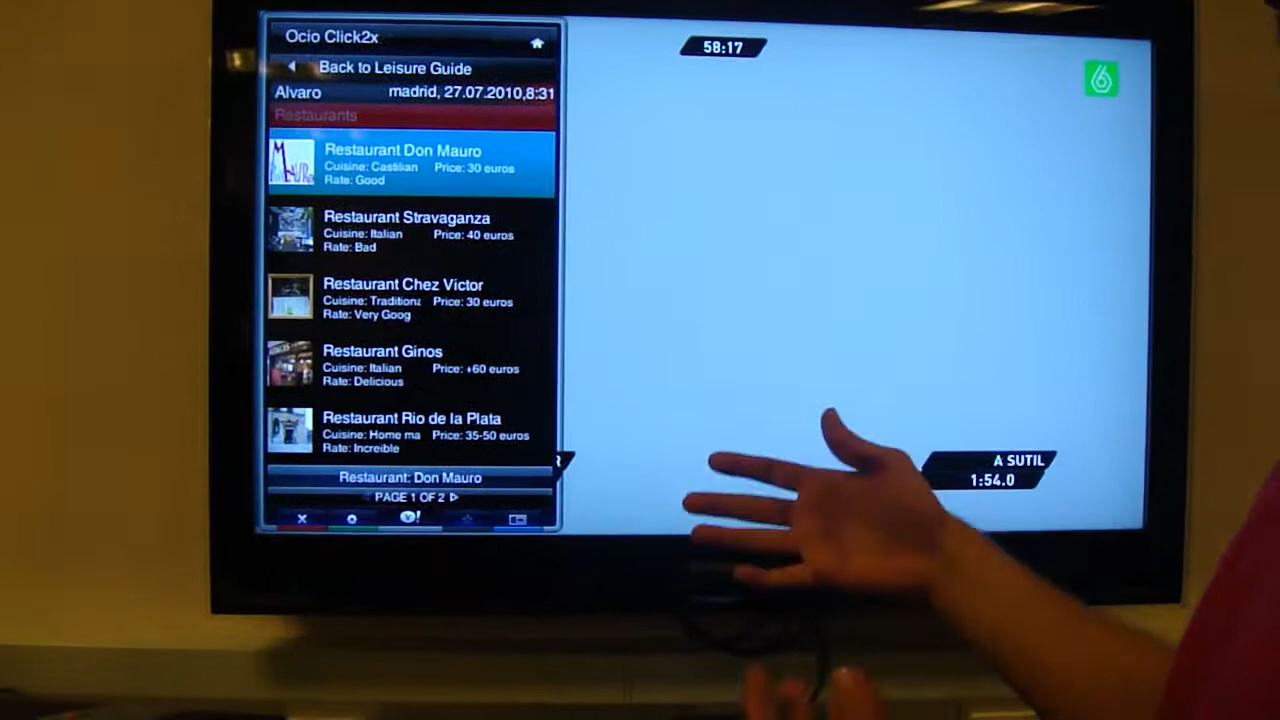 Ocio Click2x
Back to Leisure Guide
Alvaro madrid, 27.07.2010,8:31
Restaurants
Restaurant Don Mauro
Cuisine: Castilian Price: 30 euros
Rate: Good
Restaurant Stravaganza
Cuisine: Italian Price: 40 euros
Rate: Bad
Restaurant Chez Victor
Cuisine: Traditiona Price: 30 euros
Rate: Very Goog
Restaurant Ginos
Cuisine: Italian Price: +60 euros
Rate: Delicious
Restaurant Rio de la Plata
Cuisine: Home ma Price: 35-50 euros
Rate: Increible
Restaurant: Don Mauro
PAGE 1 OF 2
Y!
58:17
6
R
A SUTIL
1:54.0